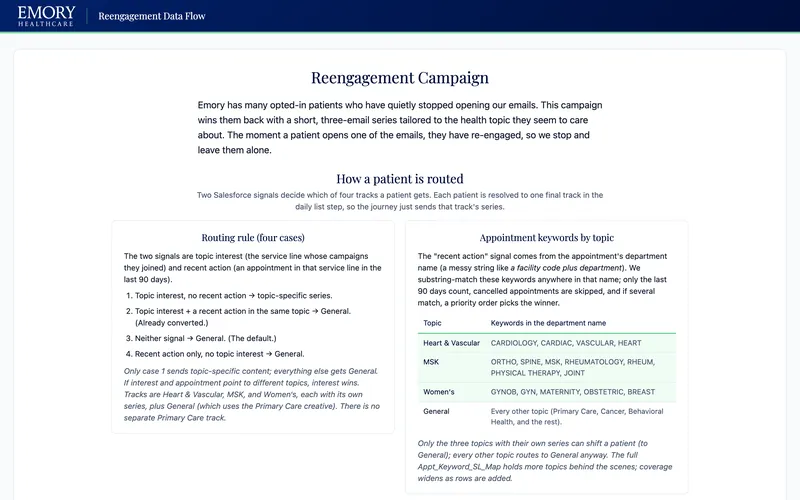 EMORY
HEALTHCARE
Reengagement Data Flow
Reengagement Campaign
Emory has many opted-in patients who have quietly stopped opening our emails. This campaign
wins them back with a short, three-email series tailored to the health topic they seem to care
about. The moment a patient opens one of the emails, they have re-engaged, so we stop and
leave them alone.
How a patient is routed
Two Salesforce signals decide which of four tracks a patient gets. Each patient is resolved to one final track in the
daily list step, so the journey just sends that track's series.
Routing rule (four cases)
The two signals are topic interest (the service line whose campaigns
they joined) and recent action (an appointment in that service line in the
last 90 days).
1. Topic interest, no recent action → topic-specific series.
2. Topic interest + a recent action in the same topic → General.
(Already converted.)
3. Neither signal → General. (The default.)
4. Recent action only, no topic interest → General.
Only case 1 sends topic-specific content; everything else gets General.
If interest and appointment point to different topics, interest wins.
Tracks are Heart & Vascular, MSK, and Women's, each with its own
series, plus General (which uses the Primary Care creative). There is no
separate Primary Care track.
Appointment keywords by topic
The "recent action" signal comes from the appointment's department
name (a messy string like a facility code plus department). We
substring-match these keywords anywhere in that name; only the last
90 days count, cancelled appointments are skipped, and if several
match, a priority order picks the winner.
Topic Keywords in the department name
Heart & Vascular CARDIOLOGY, CARDIAC, VASCULAR, HEART
MSK ORTHO, SPINE, MSK, RHEUMATOLOGY, RHEUM,
PHYSICAL THERAPY, JOINT
Women's GYNOB, GYN, MATERNITY, OBSTETRIC, BREAST
General Every other topic (Primary Care, Cancer, Behavioral
Health, and the rest).
Only the three topics with their own series can shift a patient (to
General); every other topic routes to General anyway. The full
Appt_Keyword_SL_Map holds more topics behind the scenes; coverage
widens as rows are added.